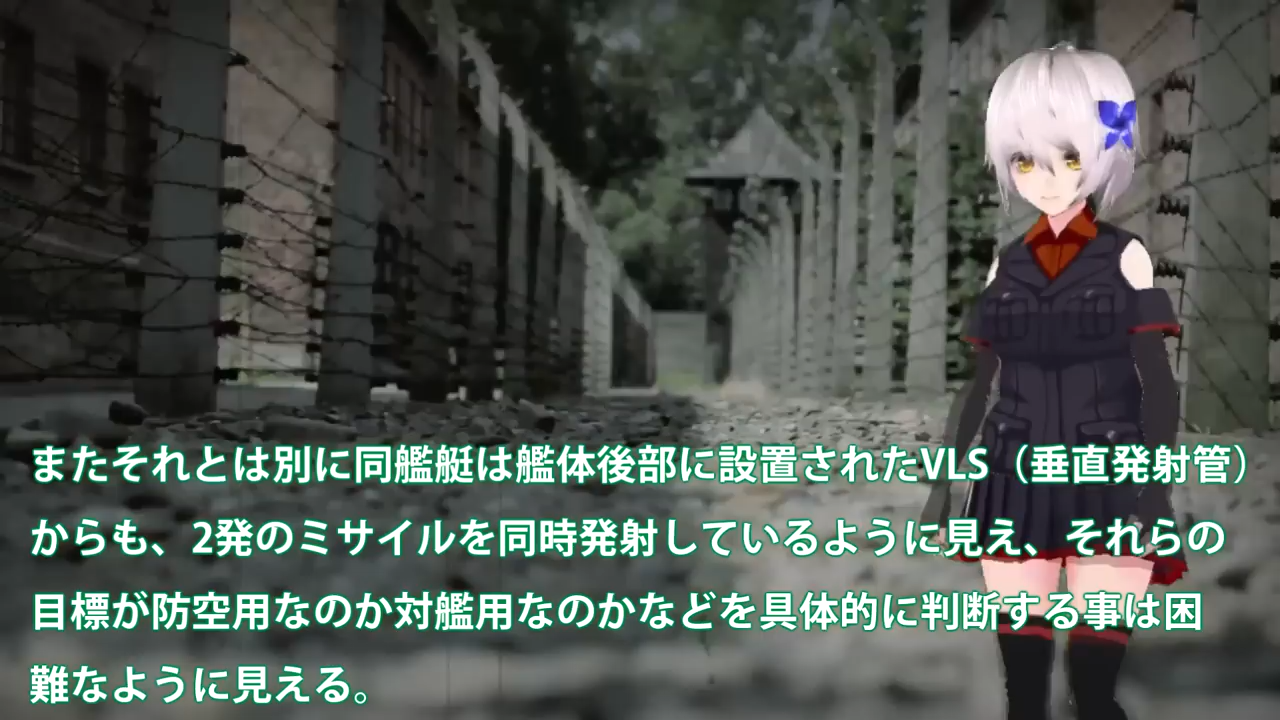 またそれとは別に同艦艇は艦体後部に設置されたVLS（垂直発射管）
からも、2発のミサイルを同時発射しているように見え、それらの
目標が防空用なのか対艦用なのかなどを具体的に判断する事は困
難なように見える。